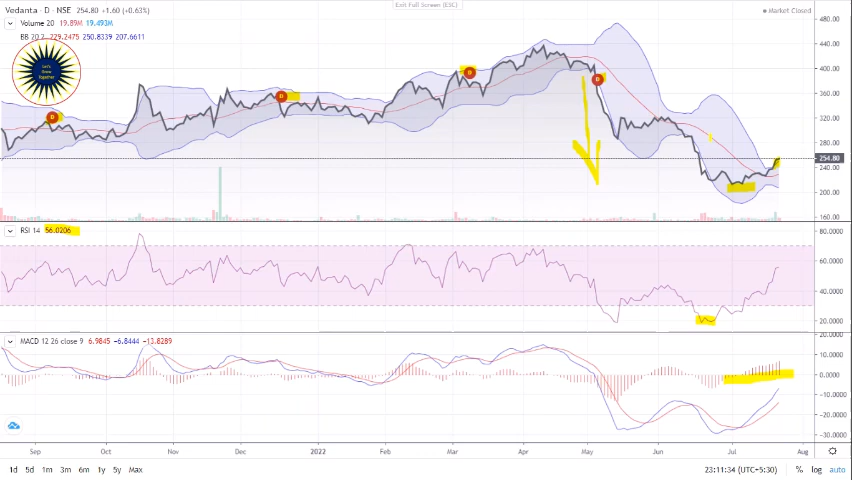 Vedanta · D · NSE 254.80 +1.60 (+0.63%)
Exit Full Screen (ESC)
Market Closed
Volume 20 19.89M 19.493M
BB 20 2 229.2475 250.8339 207.6611
Let's Grow Together
D
D
D
D
480.00
440.00
400.00
360.00
320.00
280.00
254.80
240.00
200.00
160.00
RSI 14 56.0206
80.0000
60.0000
40.0000
20.0000
MACD 12 26 close 9 6.9845 −6.8444 −13.8289
20.0000
10.0000
0.0000
−10.0000
−20.0000
−30.0000
Sep Oct Nov Dec 2022 Feb Mar Apr May Jun Jul Aug
1d 5d 1m 3m 6m 1y 5y Max
23:11:34 (UTC+5:30) % log auto